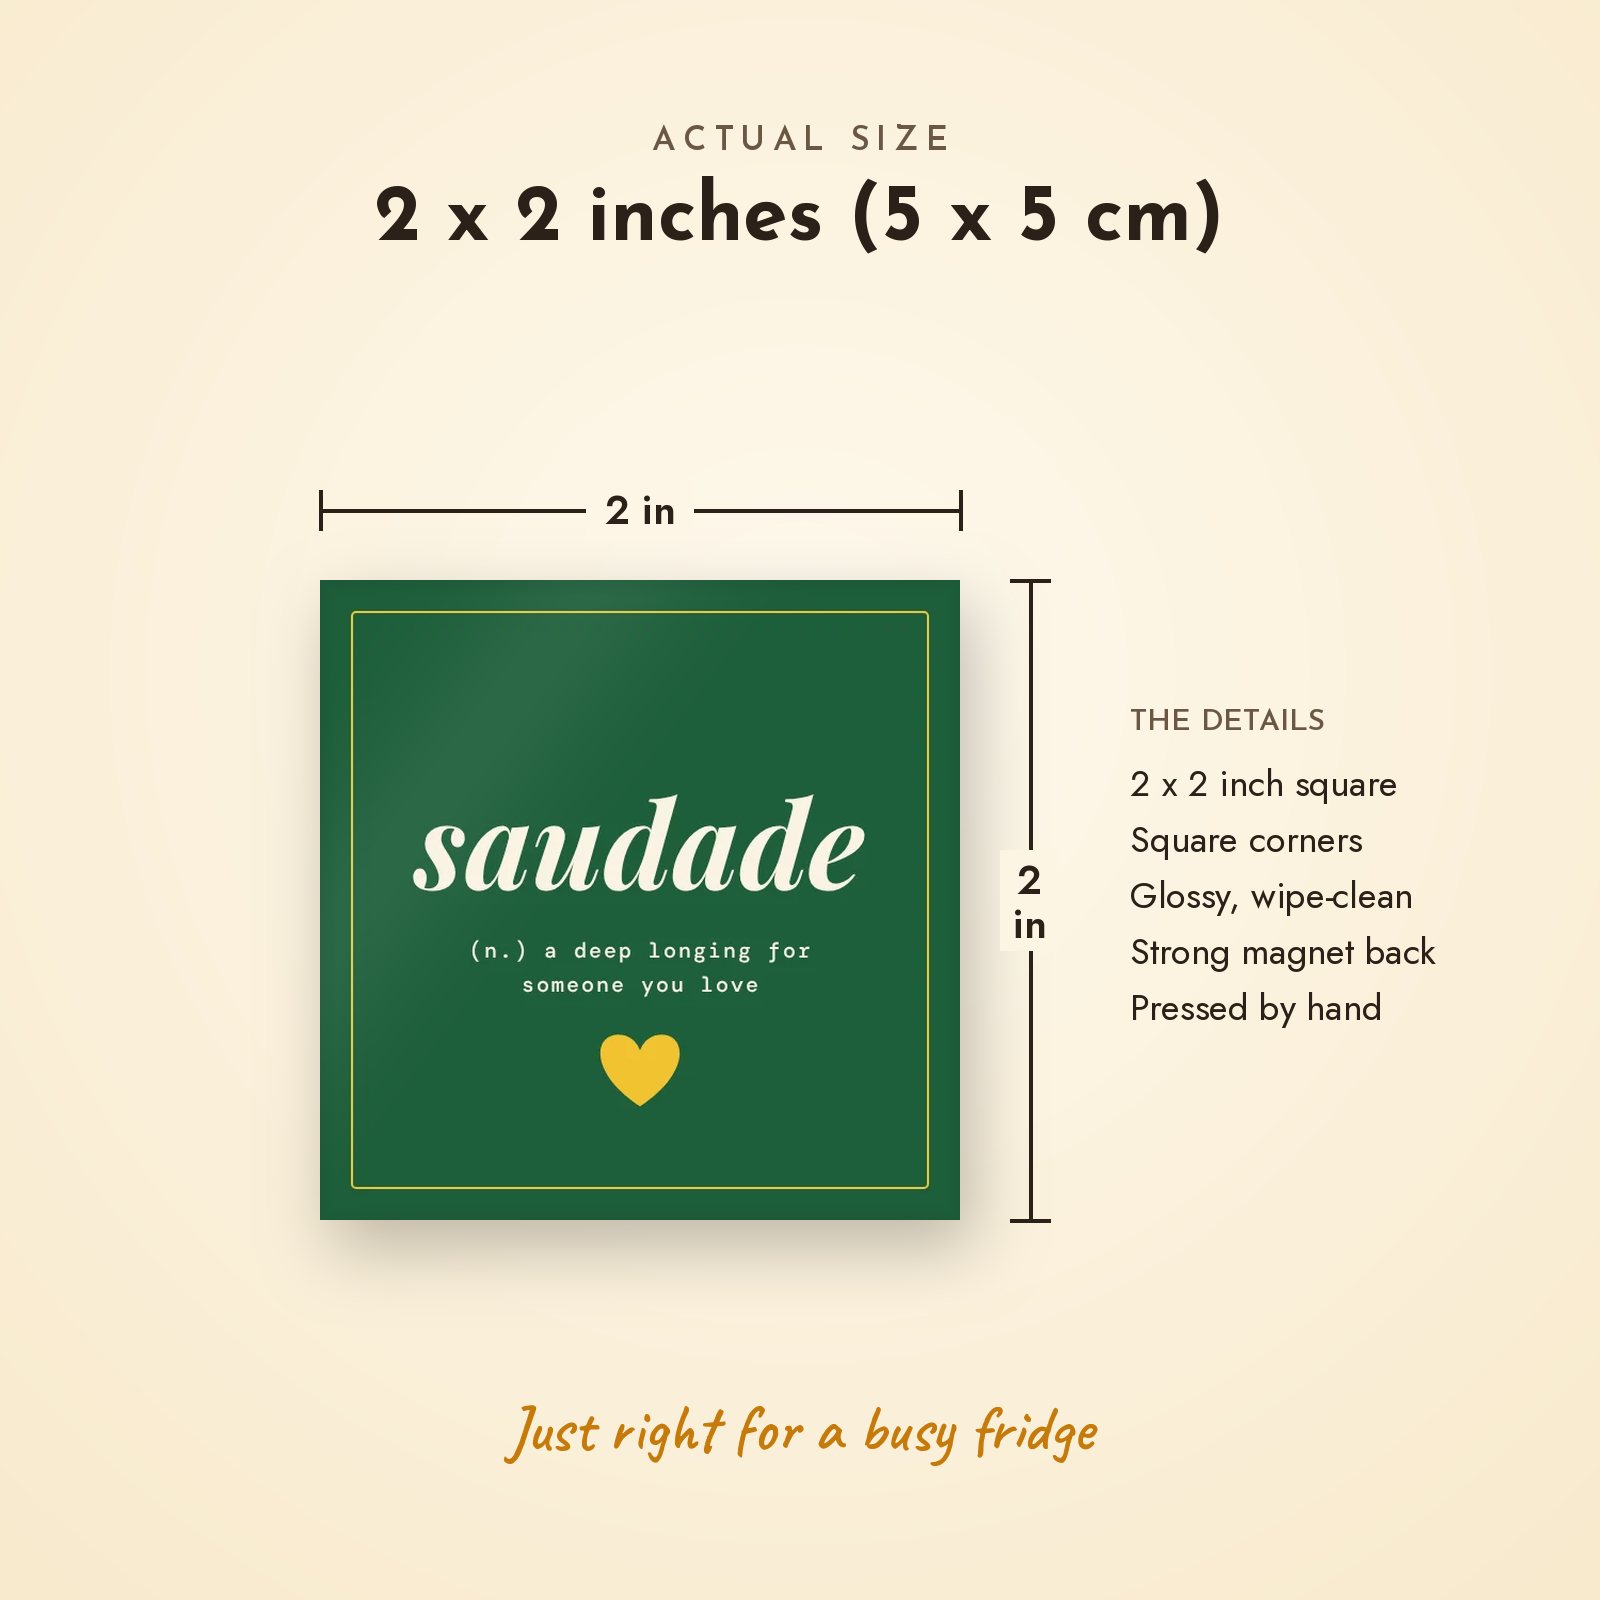 ACTUAL SIZE
2 x 2 inches (5 x 5 cm)
2 in
saudade
(n.) a deep longing for
someone you love
2
in
THE DETAILS
2 x 2 inch square
Square corners
Glossy, wipe-clean
Strong magnet back
Pressed by hand
Just right for a busy fridge